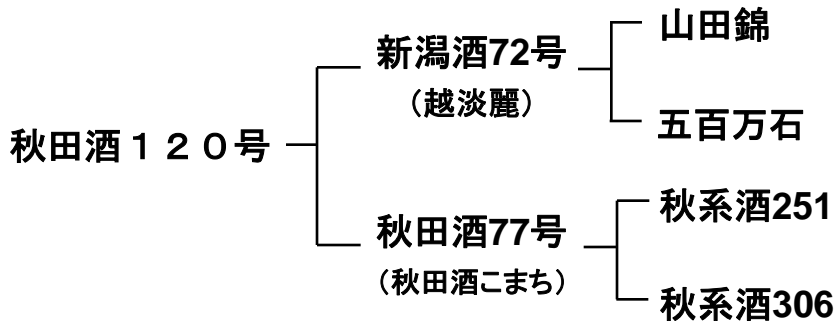 山田錦
新潟酒72号
（越淡麗）
五百万石
秋田酒１２０号
秋系酒251
秋田酒77号
（秋田酒こまち）
秋系酒306